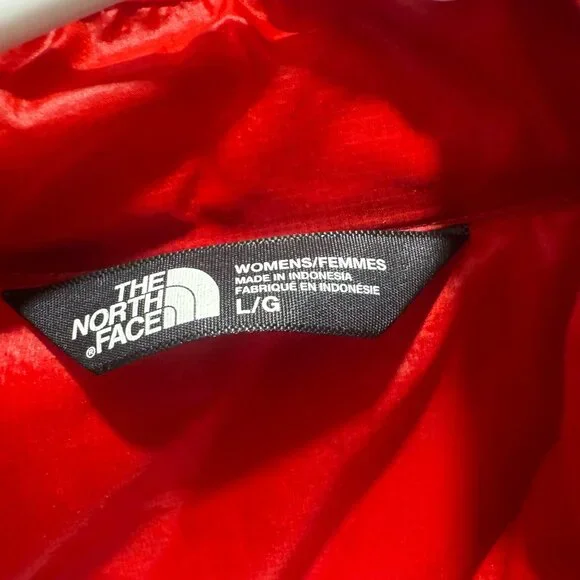 THE
NORTH
FACE
®
WOMENS/FEMMES
MADE IN INDONESIA
FABRIQUÉ EN INDONÉSIE
L/G